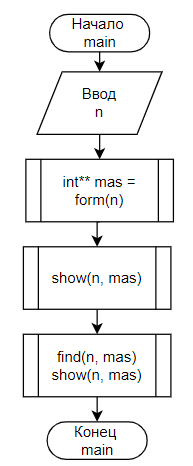 Начало
main
Ввод
n
int** mas =
form(n)
show(n, mas)
find(n, mas)
show(n, mas)
Конец
main